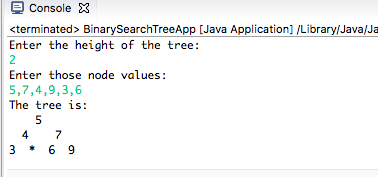 Console
<terminated> BinarySearchTreeApp [Java Application] /Library/Java/Ja
Enter the height of the tree:
2
Enter those node values:
5,7,4,9,3,6
The tree is:
5
4 7
3 * 6 9